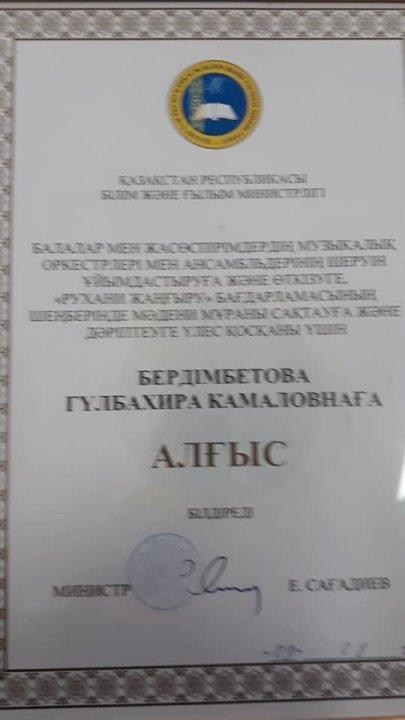 ҚАЗАҚСТАН РЕСПУБЛИКАСЫ
БІЛІМ ЖӘНЕ ҒЫЛЫМ МИНИСТРЛІГІ
БАЛАЛАР МЕН ЖАСӨСПІРІМДЕРДІҢ МУЗЫКАЛЫҚ
ОРКЕСТРЛЕРІ МЕН АНСАМБЛЬДЕРІНІҢ ШЕРУІН
ҰЙЫМДАСТЫРУҒА ЖӘНЕ ӨТКІЗУГЕ,
«РУХАНИ ЖАҢҒЫРУ» БАҒДАРЛАМАСЫНЫҢ
ШЕҢБЕРІНДЕ МӘДЕНИ МҰРАНЫ САҚТАУҒА ЖӘНЕ
ДӘРІПТЕУГЕ ҮЛЕС ҚОСҚАНЫ ҮШІН
БЕРДІМБЕТОВА
ГҮЛБАХИРА КАМАЛОВНАҒА
АЛҒЫС
БІЛДІРЕДІ
МИНИСТР Е. САҒАДИЕВ